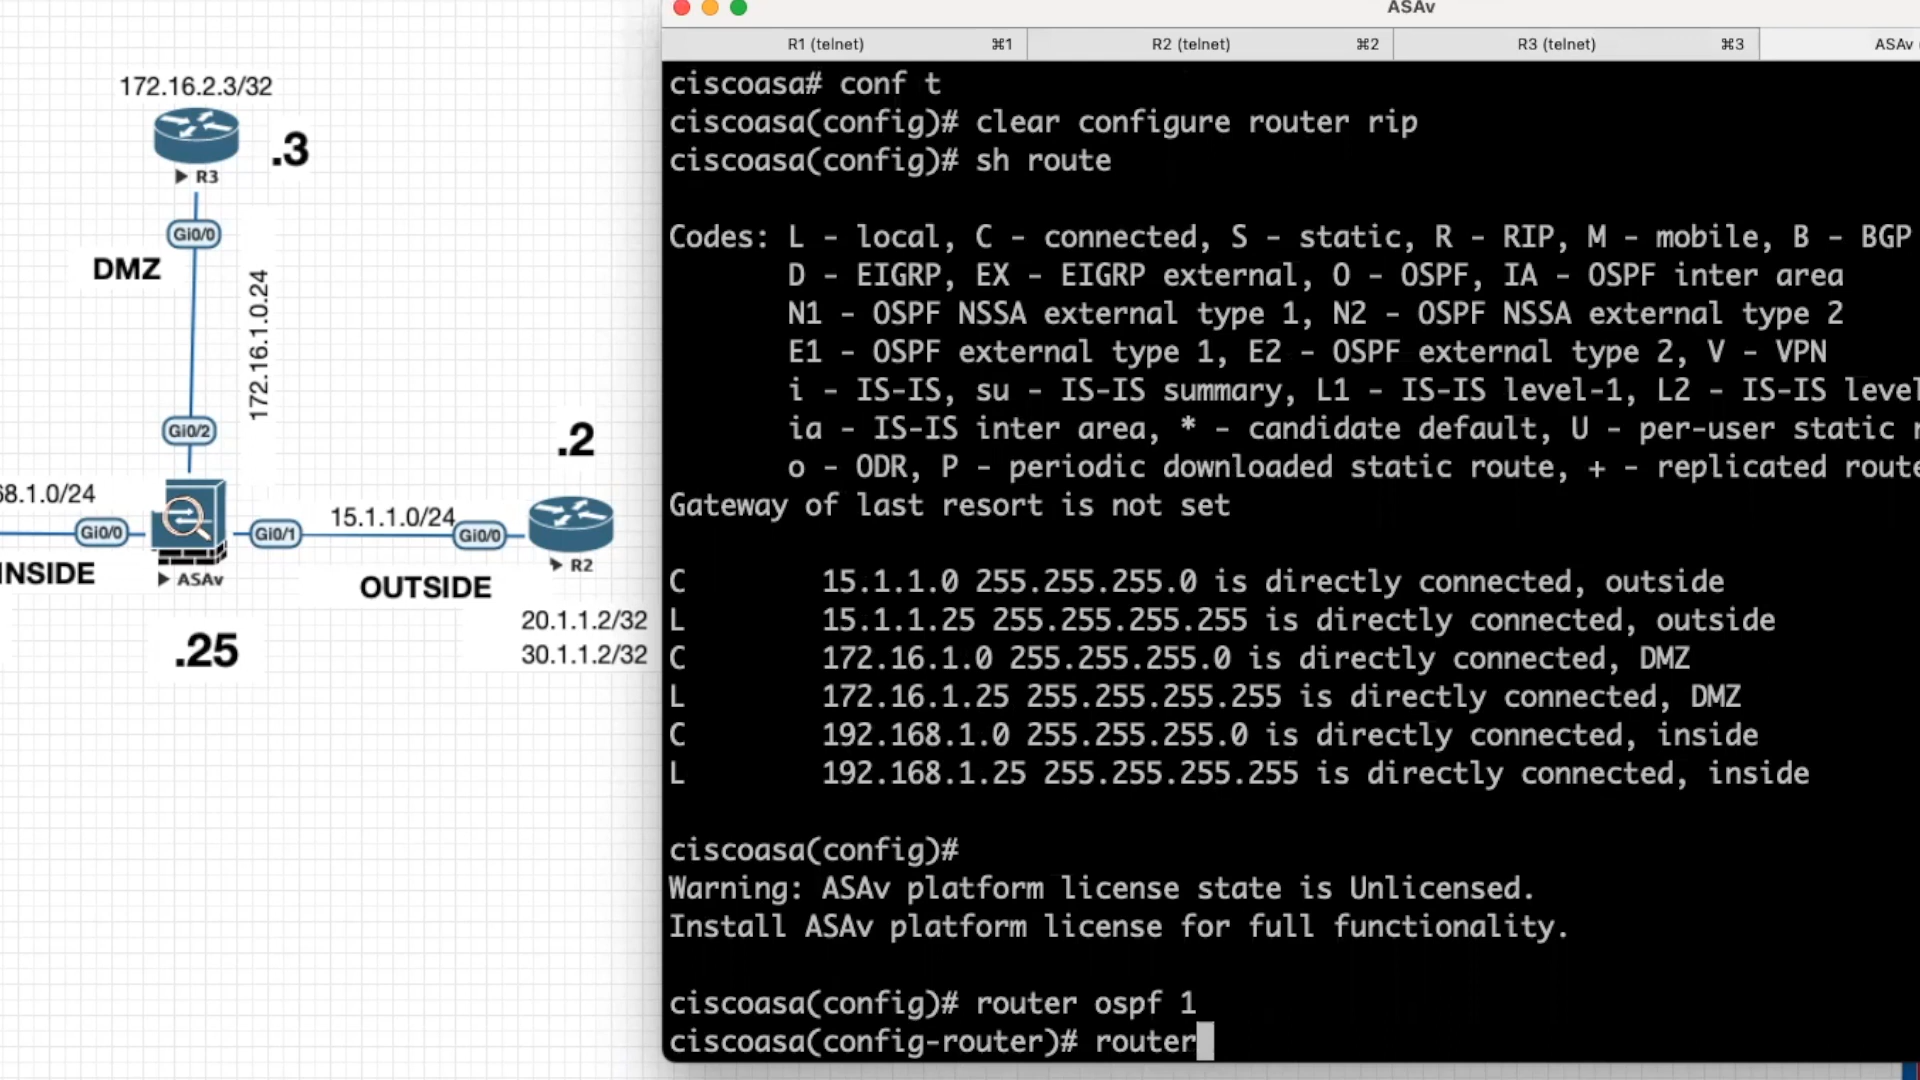 172.16.2.3/32
.3
R3
Gi0/0
DMZ
172.16.1.0.24
Gi0/2
.2
68.1.0/24
Gi0/0
Gi0/1
15.1.1.0/24
Gi0/0
R2
INSIDE
ASAv
OUTSIDE
.25
20.1.1.2/32
30.1.1.2/32
ASAv
R1 (telnet) ⌘1
R2 (telnet) ⌘2
R3 (telnet) ⌘3
ASAv
ciscoasa# conf t
ciscoasa(config)# clear configure router rip
ciscoasa(config)# sh route
Codes: L - local, C - connected, S - static, R - RIP, M - mobile, B - BGP
D - EIGRP, EX - EIGRP external, O - OSPF, IA - OSPF inter area
N1 - OSPF NSSA external type 1, N2 - OSPF NSSA external type 2
E1 - OSPF external type 1, E2 - OSPF external type 2, V - VPN
i - IS-IS, su - IS-IS summary, L1 - IS-IS level-1, L2 - IS-IS level
ia - IS-IS inter area, * - candidate default, U - per-user static r
o - ODR, P - periodic downloaded static route, + - replicated route
Gateway of last resort is not set
C 15.1.1.0 255.255.255.0 is directly connected, outside
L 15.1.1.25 255.255.255.255 is directly connected, outside
C 172.16.1.0 255.255.255.0 is directly connected, DMZ
L 172.16.1.25 255.255.255.255 is directly connected, DMZ
C 192.168.1.0 255.255.255.0 is directly connected, inside
L 192.168.1.25 255.255.255.255 is directly connected, inside
ciscoasa(config)#
Warning: ASAv platform license state is Unlicensed.
Install ASAv platform license for full functionality.
ciscoasa(config)# router ospf 1
ciscoasa(config-router)# router